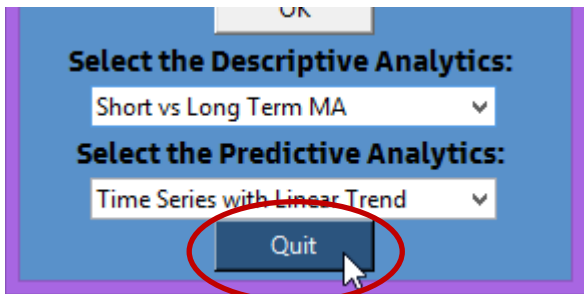 OK
Select the Descriptive Analytics:
Short vs Long Term MA
Select the Predictive Analytics:
Time Series with Linear Trend
Quit